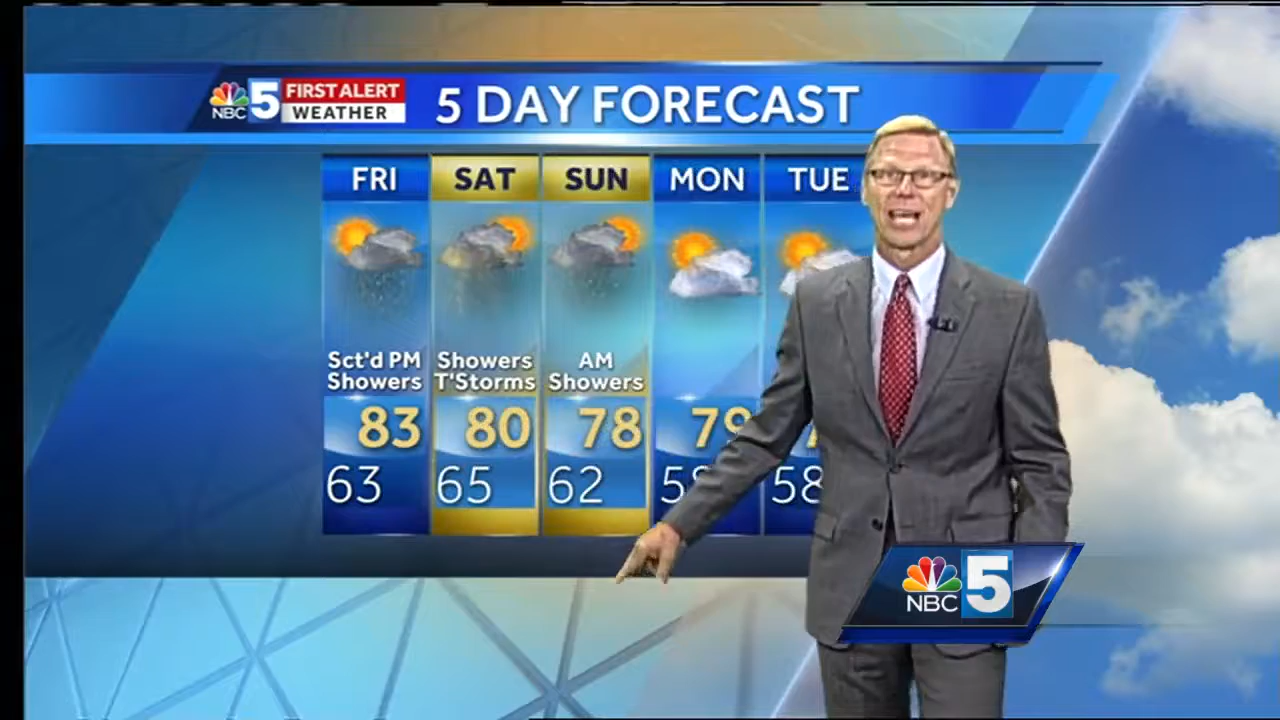 NBC 5 FIRST ALERT WEATHER 5 DAY FORECAST
FRI SAT SUN MON TUE
Sct'd PM Showers
Showers T'Storms
AM Showers
83 80 78 79
63 65 62 58
NBC 5